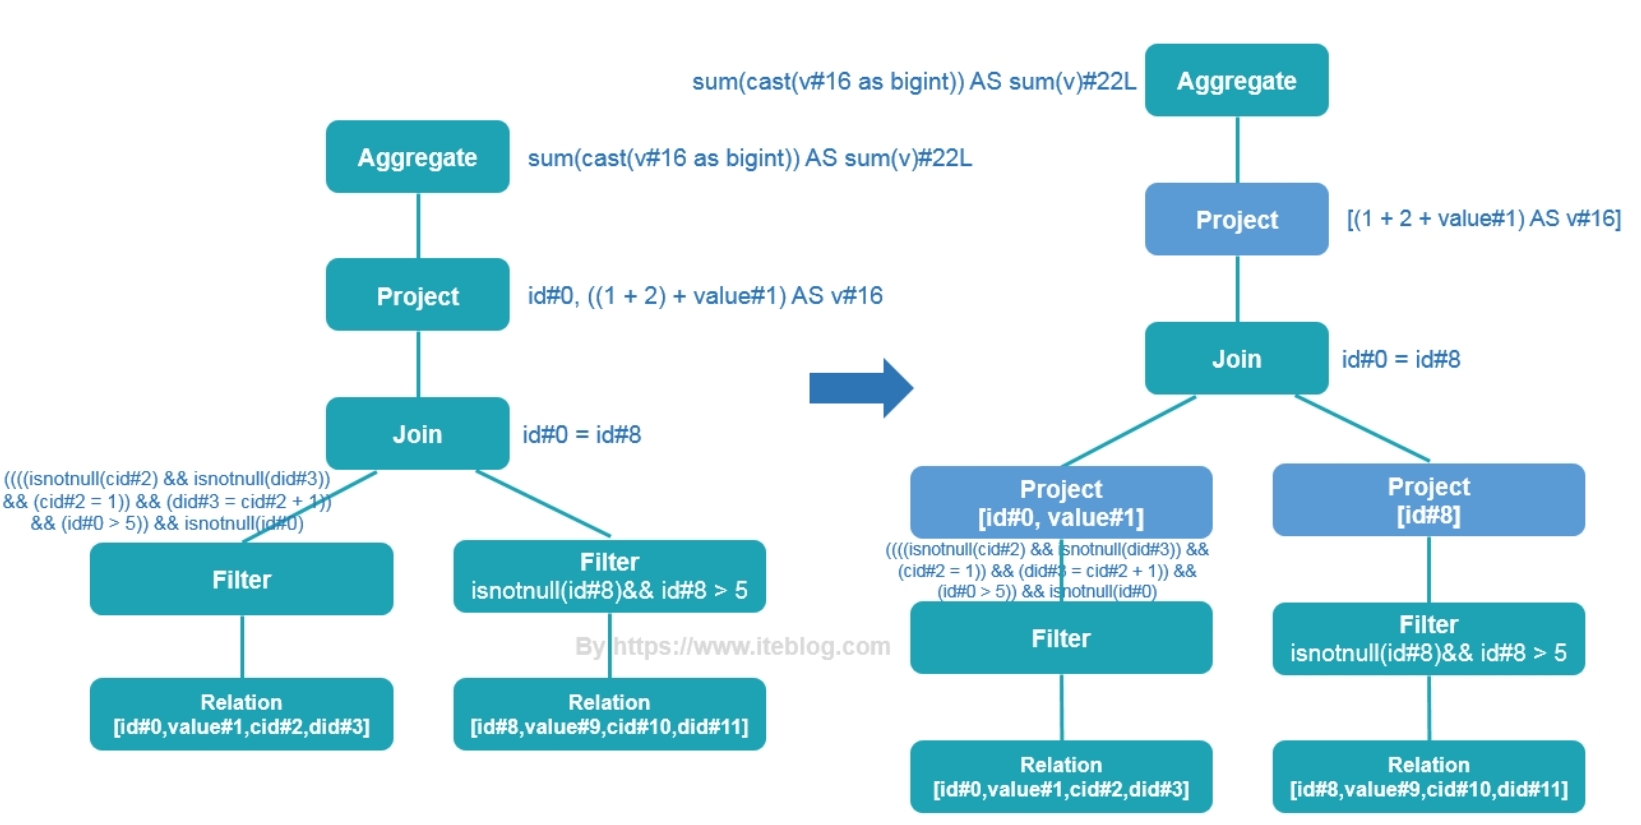 Aggregate
sum(cast(v#16 as bigint)) AS sum(v)#22L
Project
id#0, ((1 + 2) + value#1) AS v#16
Join
id#0 = id#8
((((isnotnull(cid#2) && isnotnull(did#3))
&& (cid#2 = 1)) && (did#3 = cid#2 + 1))
&& (id#0 > 5)) && isnotnull(id#0)
Filter
Filter
isnotnull(id#8)&& id#8 > 5
Relation
[id#0,value#1,cid#2,did#3]
Relation
[id#8,value#9,cid#10,did#11]
By https://www.iteblog.com
sum(cast(v#16 as bigint)) AS sum(v)#22L
Aggregate
Project
[(1 + 2 + value#1) AS v#16]
Join
id#0 = id#8
Project
[id#0, value#1]
((((isnotnull(cid#2) && isnotnull(did#3)) &&
(cid#2 = 1)) && (did#3 = cid#2 + 1)) &&
(id#0 > 5)) && isnotnull(id#0)
Filter
Relation
[id#0,value#1,cid#2,did#3]
Project
[id#8]
Filter
isnotnull(id#8)&& id#8 > 5
Relation
[id#8,value#9,cid#10,did#11]